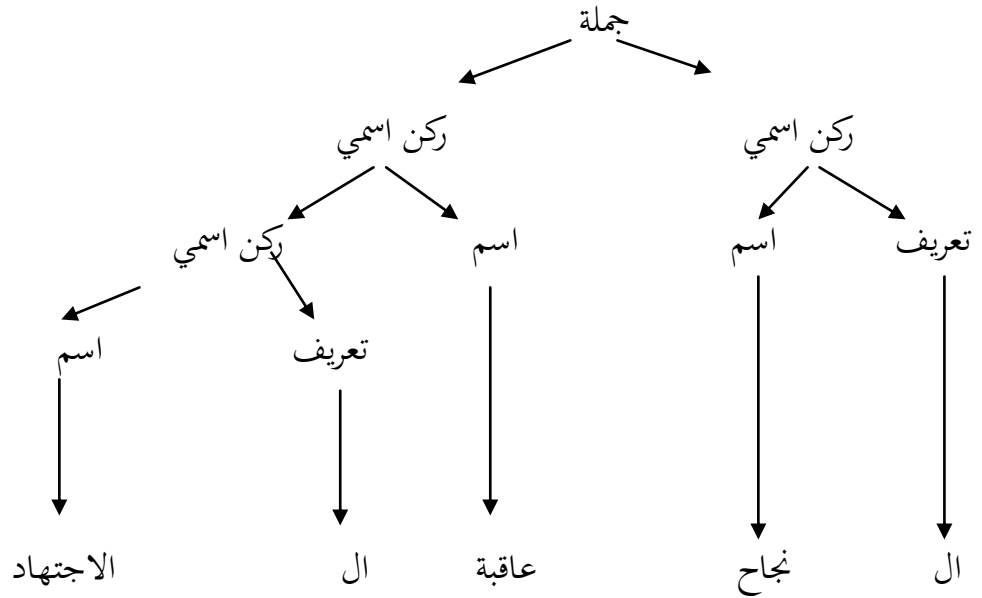 جملة
ركن اسمي ركن اسمي
تعريف اسم اسم ركن اسمي
تعريف اسم
ال نجاح عاقبة ال الاجتهاد